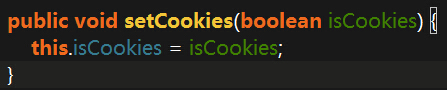 public void setCookies(boolean isCookies) {
this.isCookies = isCookies;
}